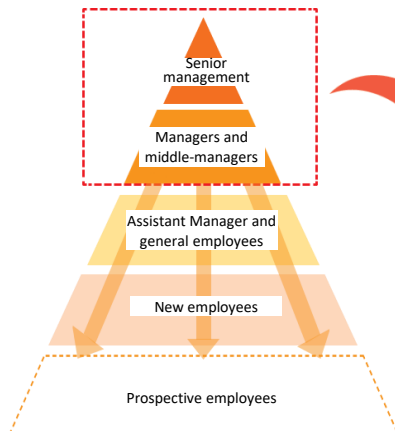 Senior
management
Managers and
middle-managers
Assistant Manager and
general employees
New employees
Prospective employees